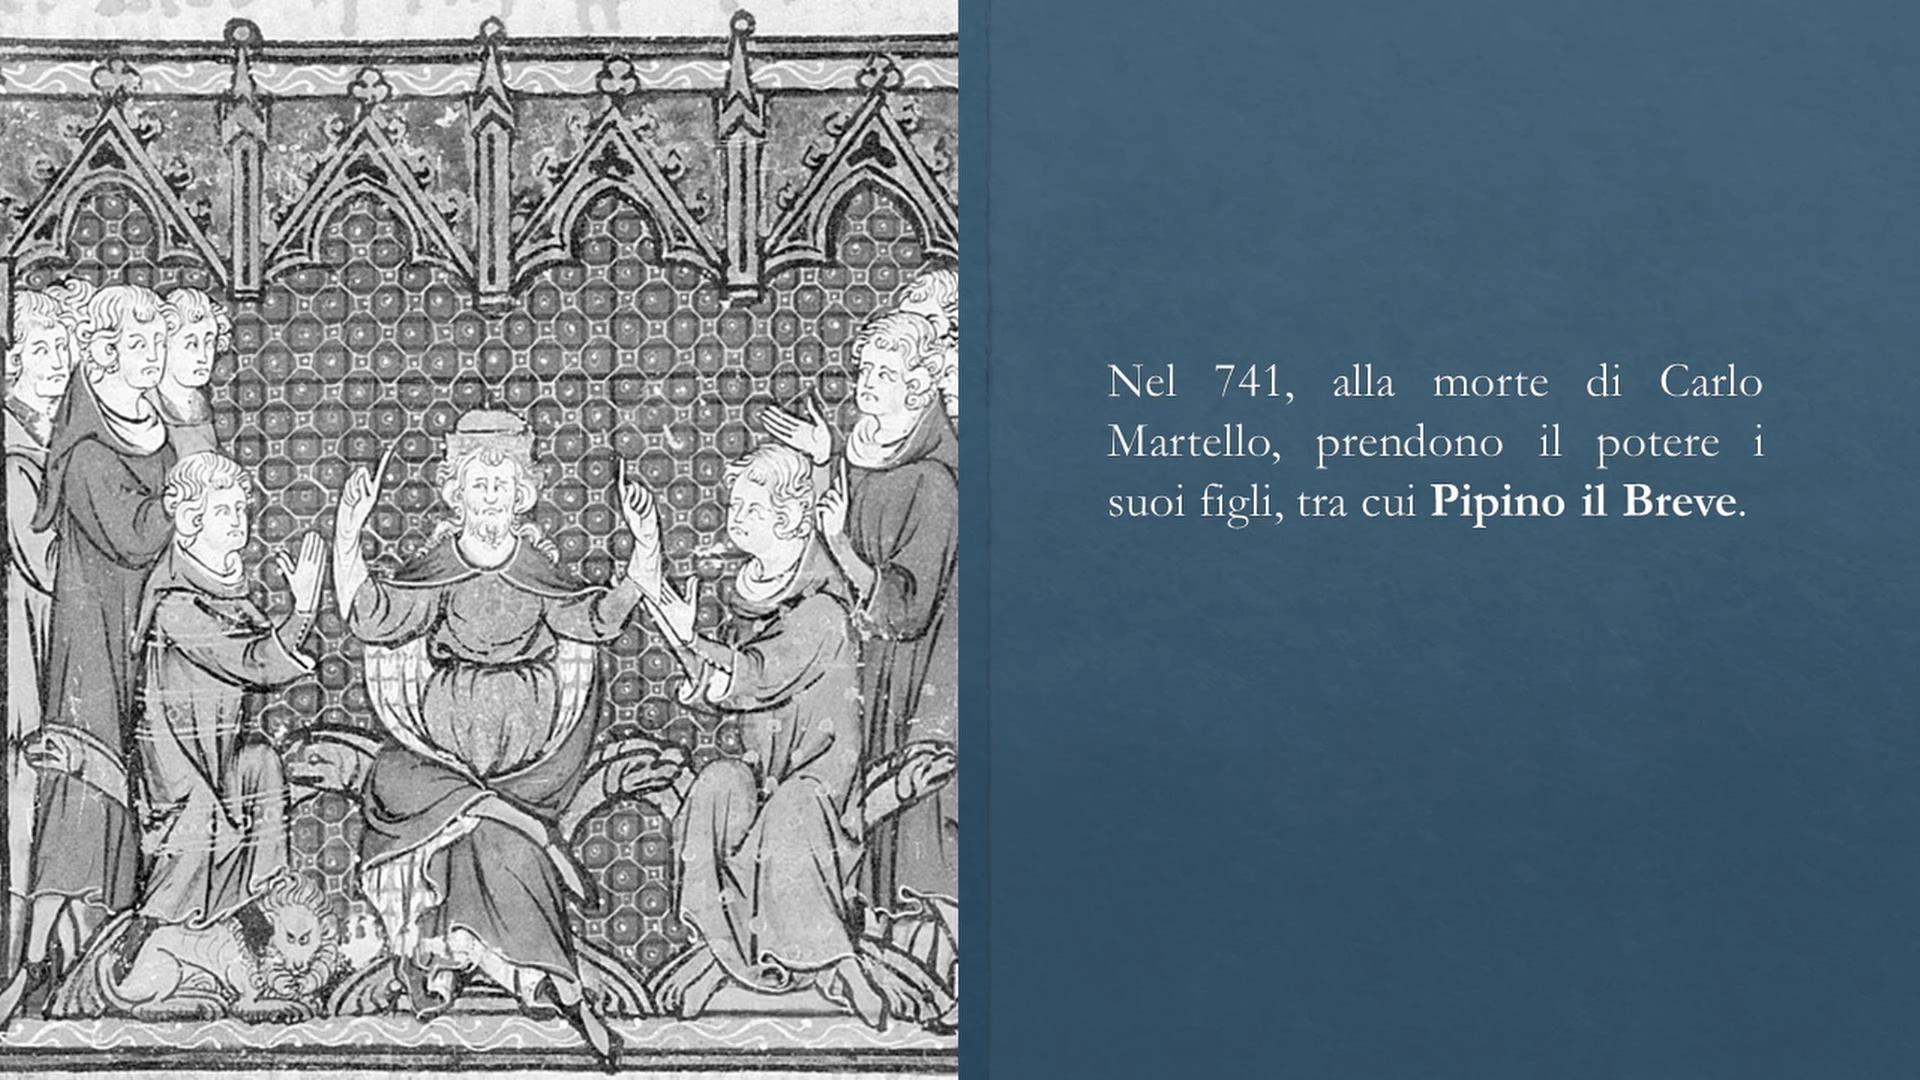 Nel 741, alla morte di Carlo
Martello, prendono il potere i
suoi figli, tra cui Pipino il Breve.